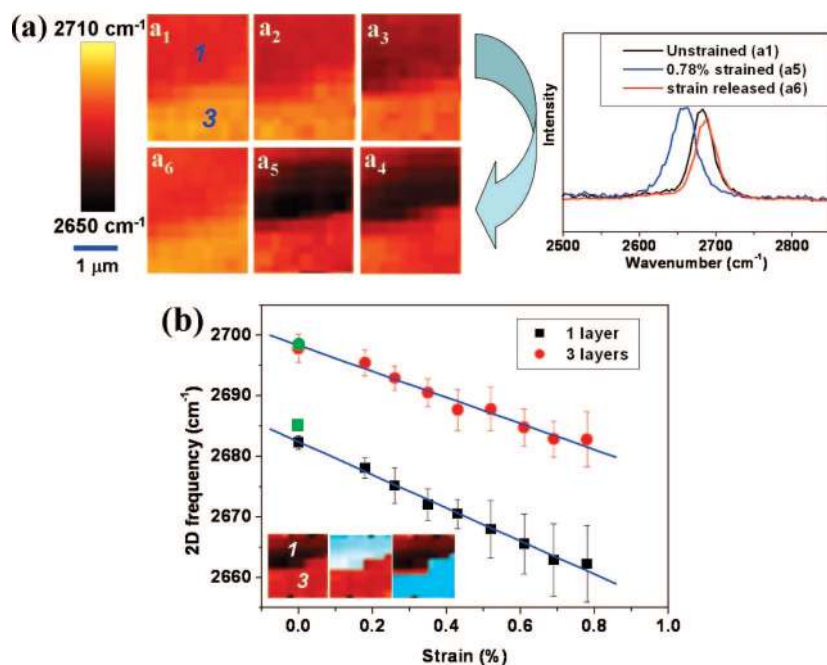 (a)
2710 cm⁻¹
2650 cm⁻¹
1 μm
a₁
1
3
a₂
a₃
a₆
a₅
a₄
Unstrained (a1)
0.78% strained (a5)
strain released (a6)
Intensity
2500 2600 2700 2800
Wavenumber (cm⁻¹)
(b)
1 layer
3 layers
2D frequency (cm⁻¹)
2700
2690
2680
2670
2660
1
3
0.0 0.2 0.4 0.6 0.8 1.0
Strain (%)